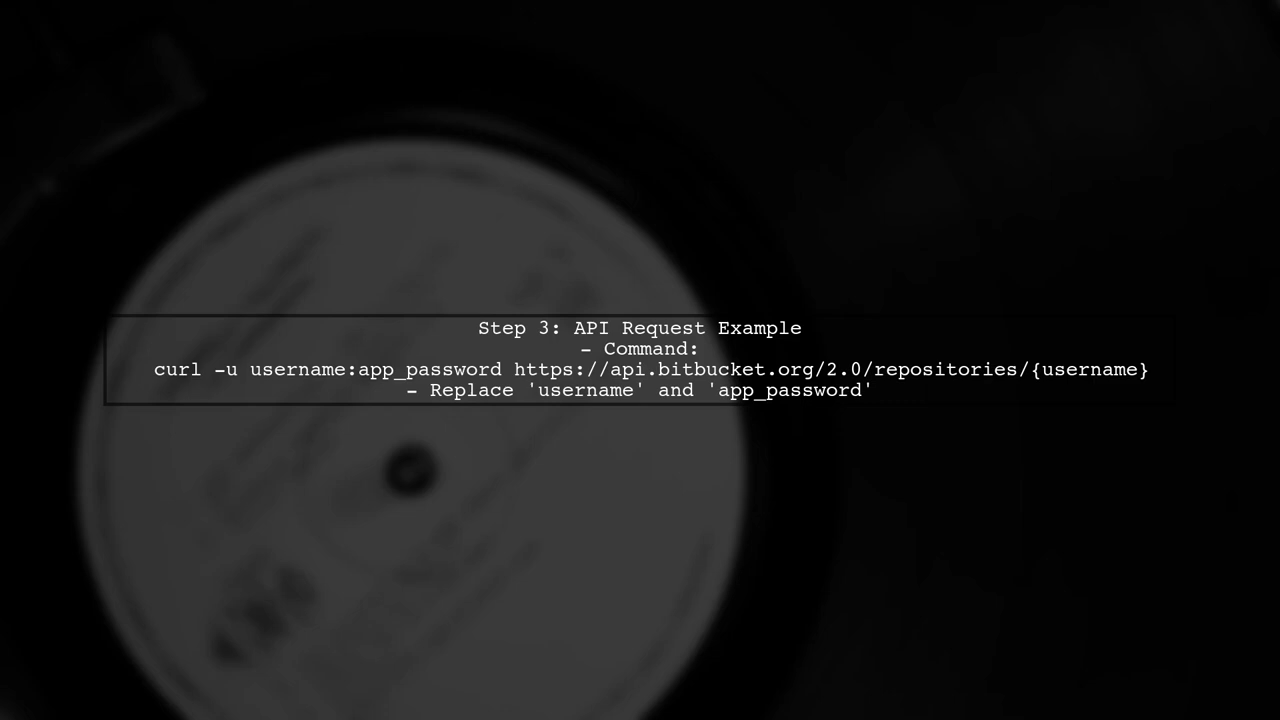 Step 3: API Request Example
- Command:
curl -u username:app_password https://api.bitbucket.org/2.0/repositories/{username}
- Replace 'username' and 'app_password'